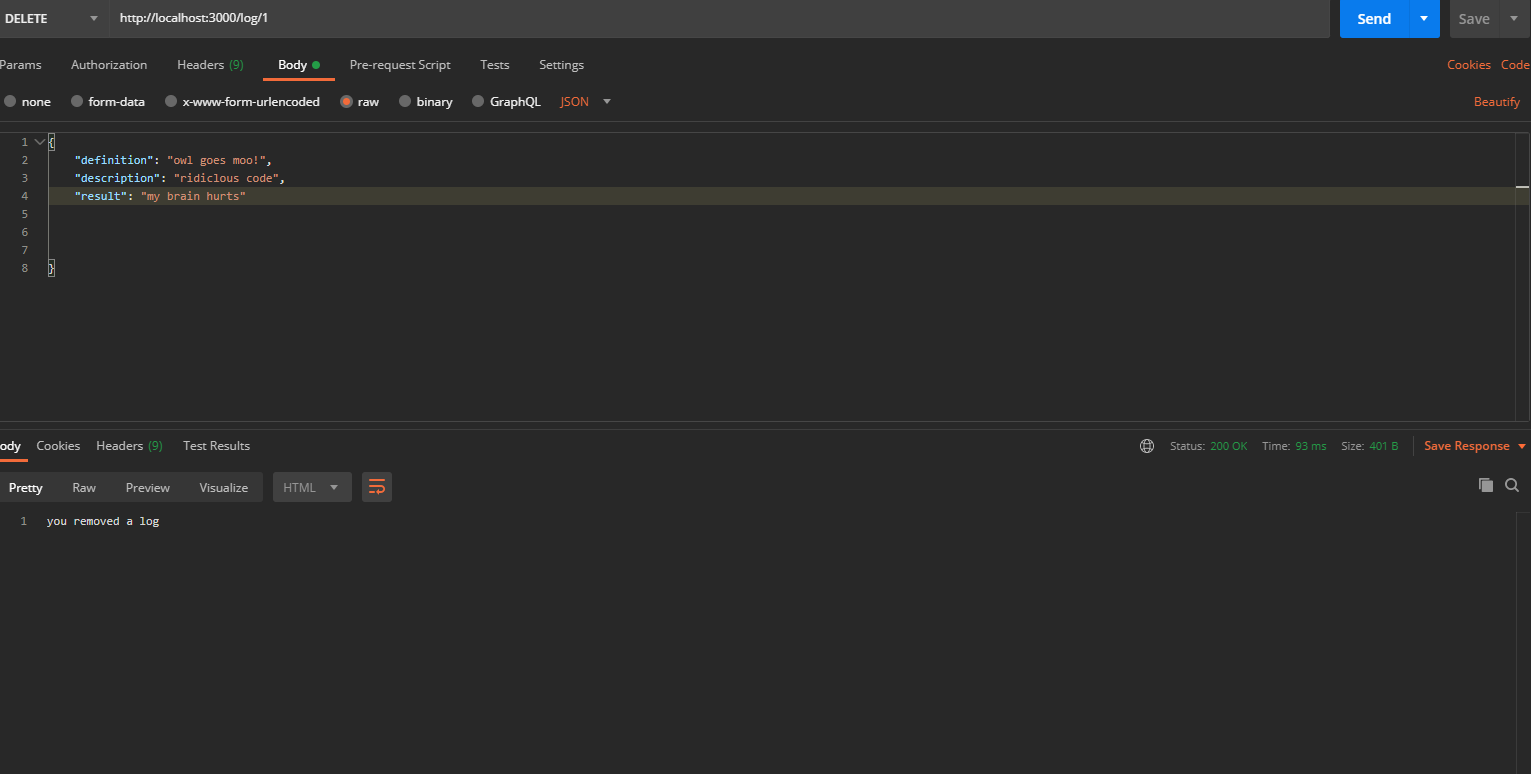 DELETE http://localhost:3000/log/1 Send Save
Params Authorization Headers (9) Body Pre-request Script Tests Settings Cookies Code
none form-data x-www-form-urlencoded raw binary GraphQL JSON Beautify
1 {
2 "definition": "owl goes moo!",
3 "description": "ridiclous code",
4 "result": "my brain hurts"
5
6
7
8 }
ody Cookies Headers (9) Test Results Status: 200 OK Time: 93 ms Size: 401 B Save Response
Pretty Raw Preview Visualize HTML
1 you removed a log